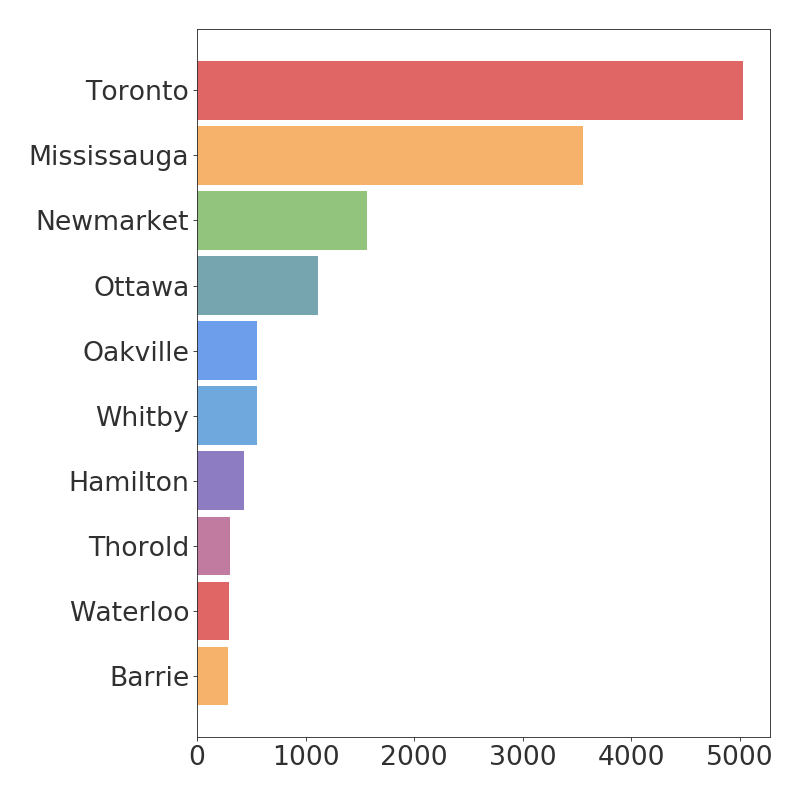 Toronto
Mississauga
Newmarket
Ottawa
Oakville
Whitby
Hamilton
Thorold
Waterloo
Barrie
0 1000 2000 3000 4000 5000